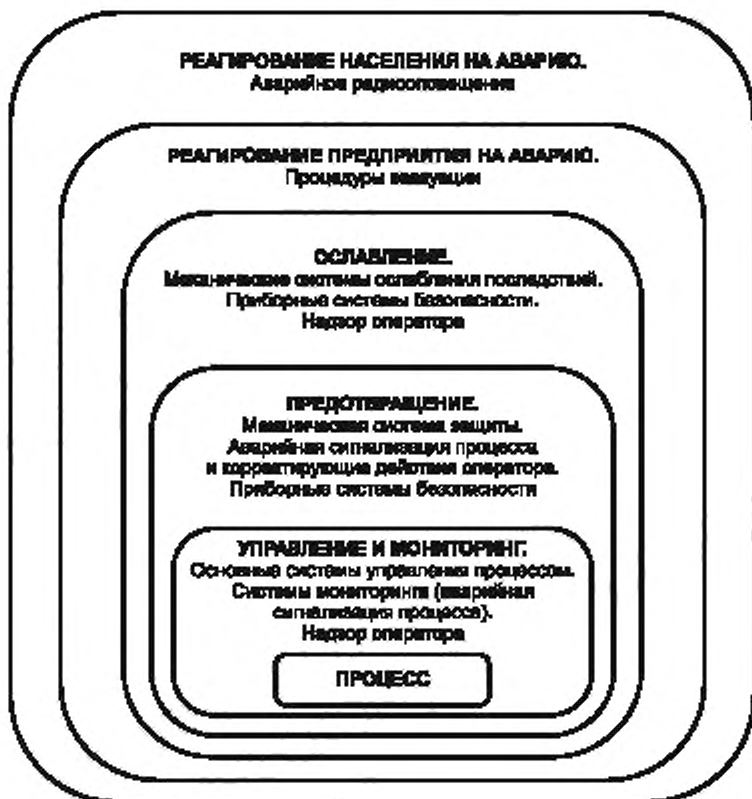 РЕАГИРОВАНИЕ НАСЕЛЕНИЯ НА АВАРИЮ.
Аварийное радиооповещение
РЕАГИРОВАНИЕ ПРЕДПРИЯТИЯ НА АВАРИЮ.
Процедуры эвакуации
ОСЛАБЛЕНИЕ.
Механические системы ослабления последствий.
Приборные системы безопасности.
Надзор оператора
ПРЕДОТВРАЩЕНИЕ.
Механическая система защиты.
Аварийная сигнализация процесса
и корректирующие действия оператора.
Приборные системы безопасности
УПРАВЛЕНИЕ И МОНИТОРИНГ.
Основные системы управления процессом.
Системы мониторинга (аварийная
сигнализация процесса).
Надзор оператора
ПРОЦЕСС